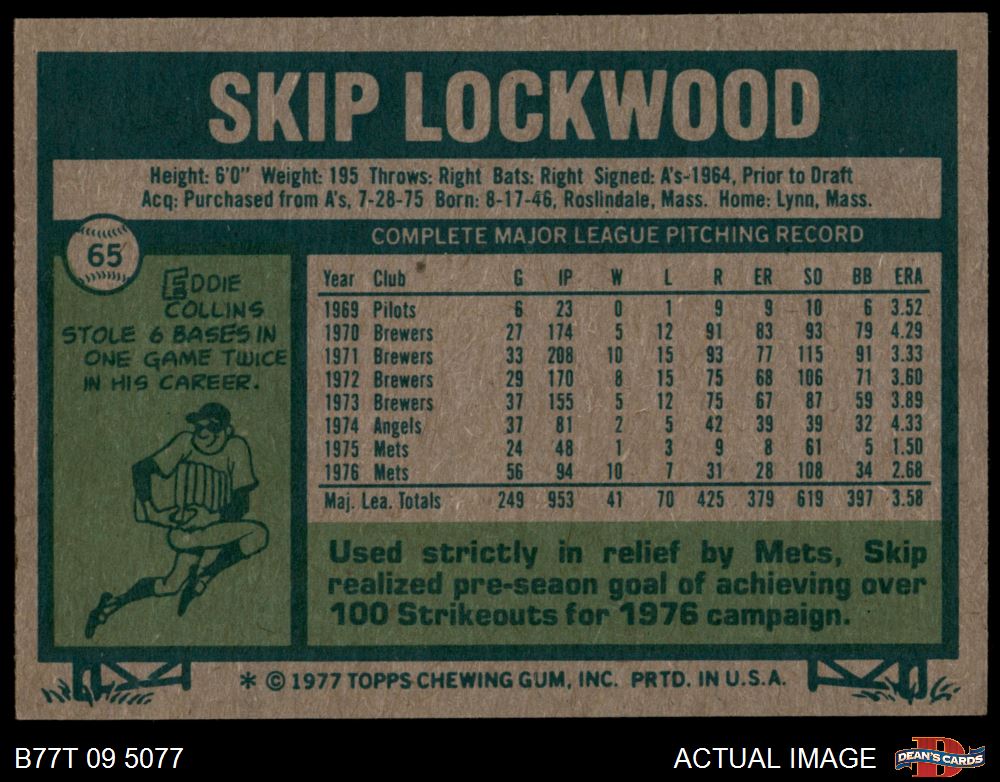 SKIP LOCKWOOD
Height: 6'0" Weight: 195 Throws: Right Bats: Right Signed: A's-1964, Prior to Draft
Acq: Purchased from A's, 7-28-75 Born: 8-17-46, Roslindale, Mass. Home: Lynn, Mass.
65
COMPLETE MAJOR LEAGUE PITCHING RECORD
EDDIE
COLLINS
STOLE 6 BASES IN
ONE GAME TWICE
IN HIS CAREER.
Year Club G IP W L R ER SO BB ERA
1969 Pilots 6 23 0 1 9 9 10 6 3.52
1970 Brewers 27 174 5 12 91 83 93 79 4.29
1971 Brewers 33 208 10 15 93 77 115 91 3.33
1972 Brewers 29 170 8 15 75 68 106 71 3.60
1973 Brewers 37 155 5 12 75 67 87 59 3.89
1974 Angels 37 81 2 5 42 39 39 32 4.33
1975 Mets 24 48 1 3 9 8 61 5 1.50
1976 Mets 56 94 10 7 31 28 108 34 2.68
Maj. Lea. Totals 249 953 41 70 425 379 619 397 3.58
Used strictly in relief by Mets, Skip
realized pre-seaon goal of achieving over
100 Strikeouts for 1976 campaign.
* © 1977 TOPPS CHEWING GUM, INC. PRTD. IN U.S.A.
B77T 09 5077
ACTUAL IMAGE
D
DEAN'S CARDS